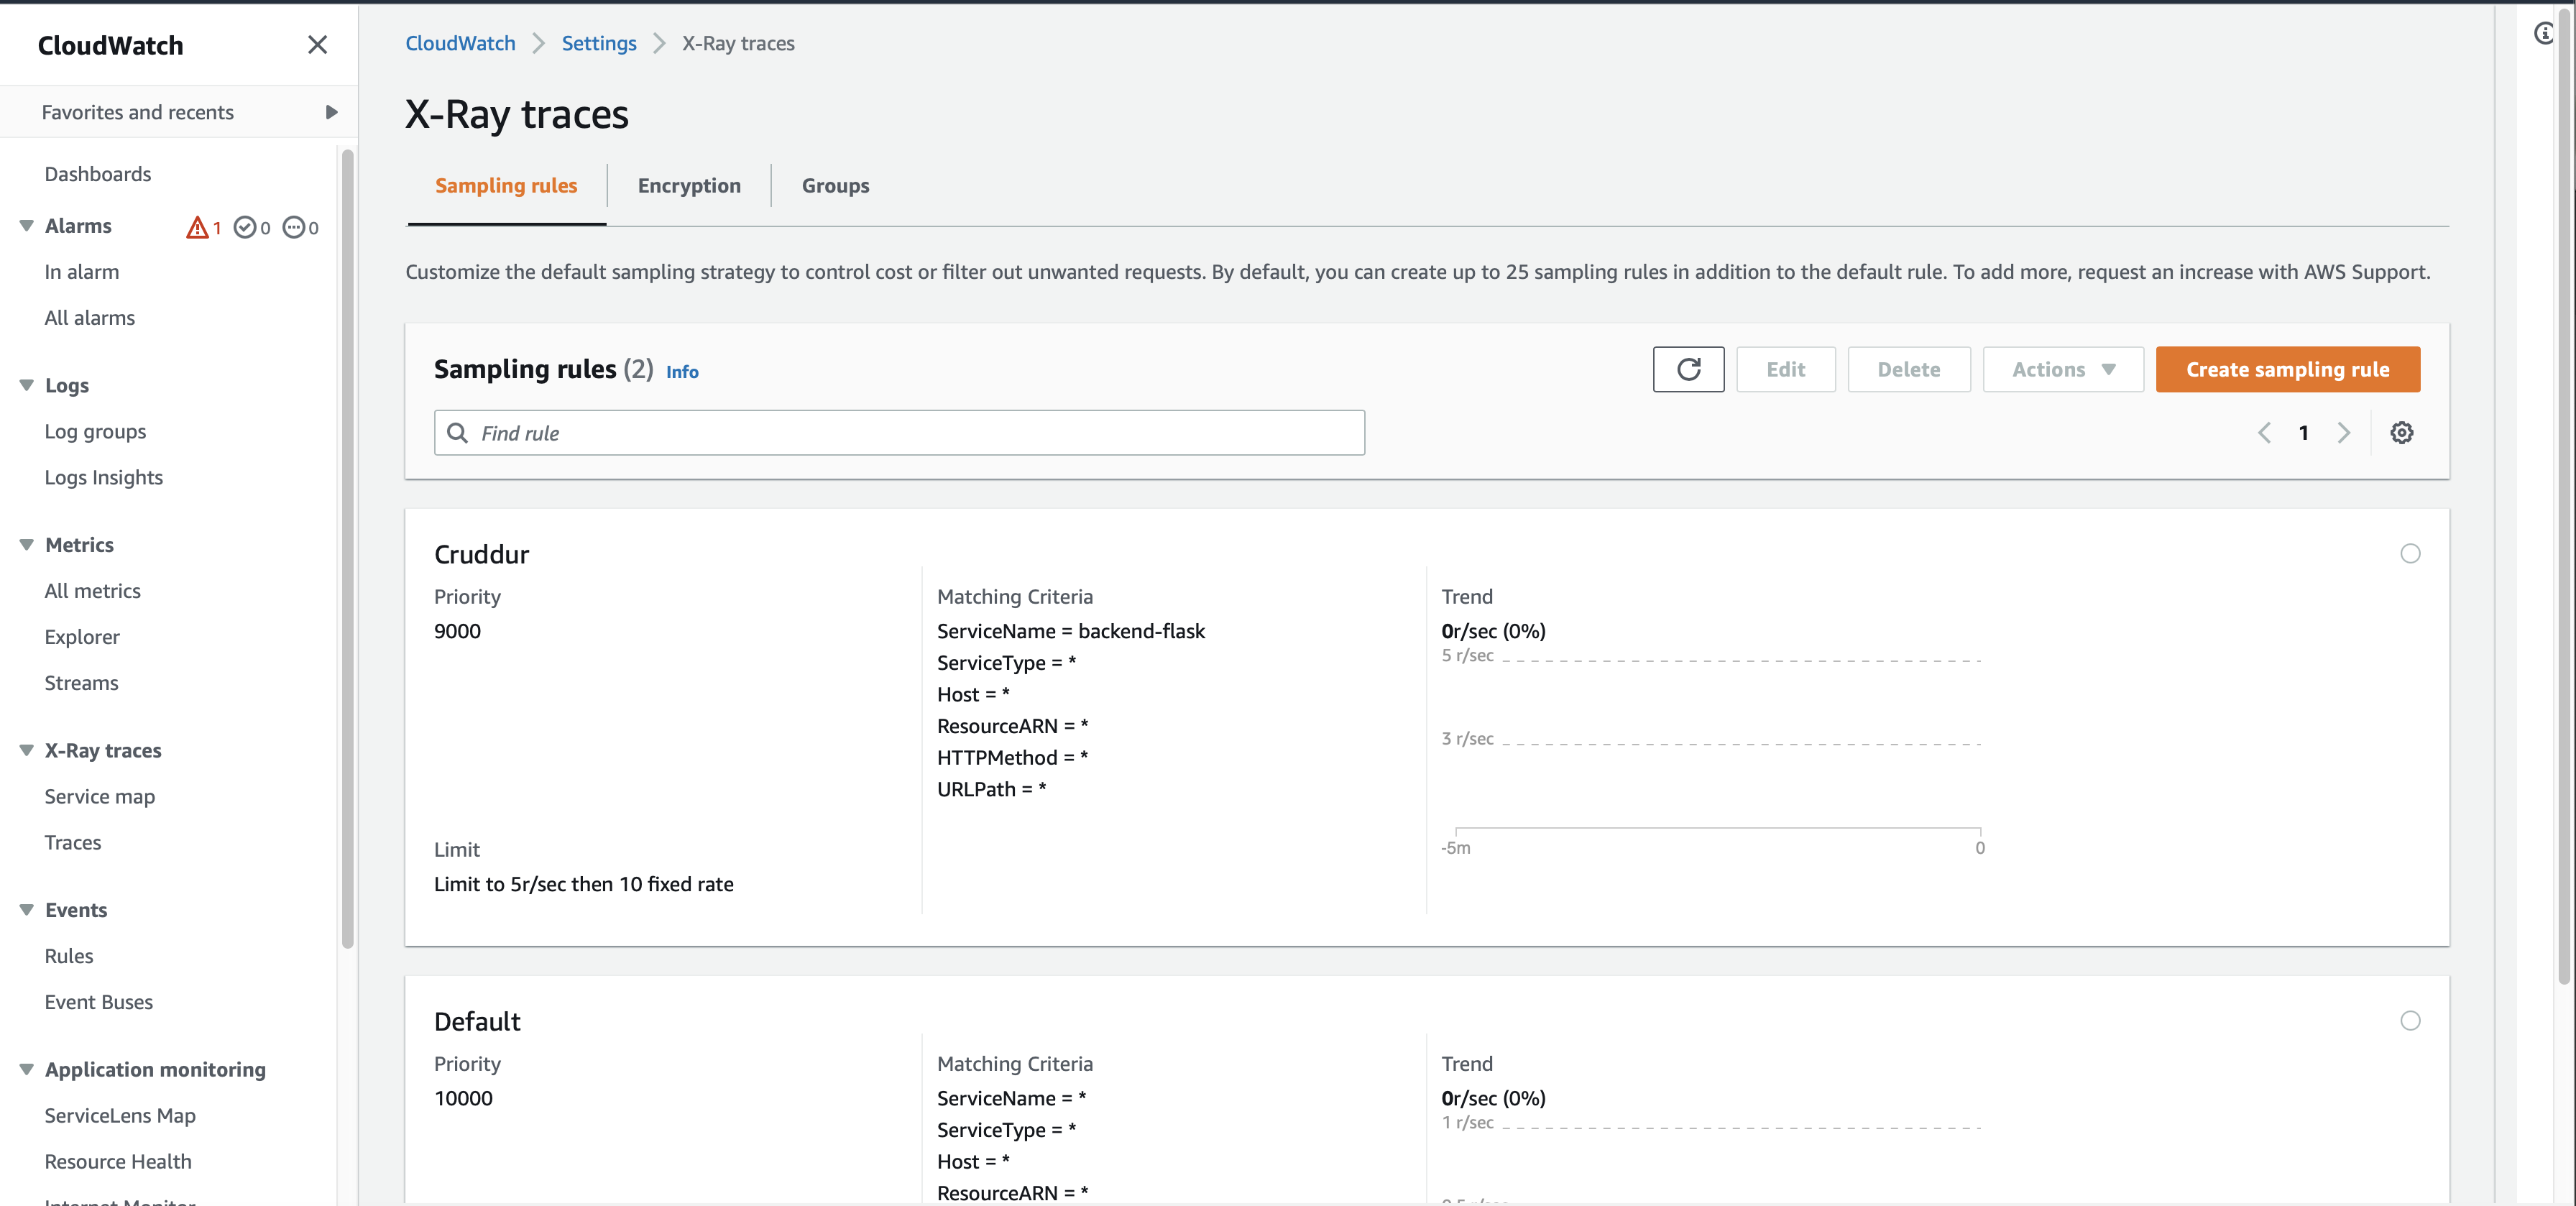 CloudWatch
Favorites and recents
Dashboards
Alarms 1 0 0
In alarm
All alarms
Logs
Log groups
Logs Insights
Metrics
All metrics
Explorer
Streams
X-Ray traces
Service map
Traces
Events
Rules
Event Buses
Application monitoring
ServiceLens Map
Resource Health
Internet Monitor
CloudWatch Settings X-Ray traces
X-Ray traces
Sampling rules Encryption Groups
Customize the default sampling strategy to control cost or filter out unwanted requests. By default, you can create up to 25 sampling rules in addition to the default rule. To add more, request an increase with AWS Support.
Sampling rules (2) Info
Edit Delete Actions Create sampling rule
Find rule
1
Cruddur
Priority
9000
Limit
Limit to 5r/sec then 10 fixed rate
Matching Criteria
ServiceName = backend-flask
ServiceType = *
Host = *
ResourceARN = *
HTTPMethod = *
URLPath = *
Trend
0r/sec (0%)
5 r/sec
3 r/sec
-5m 0
Default
Priority
10000
Matching Criteria
ServiceName = *
ServiceType = *
Host = *
ResourceARN = *
Trend
0r/sec (0%)
1 r/sec